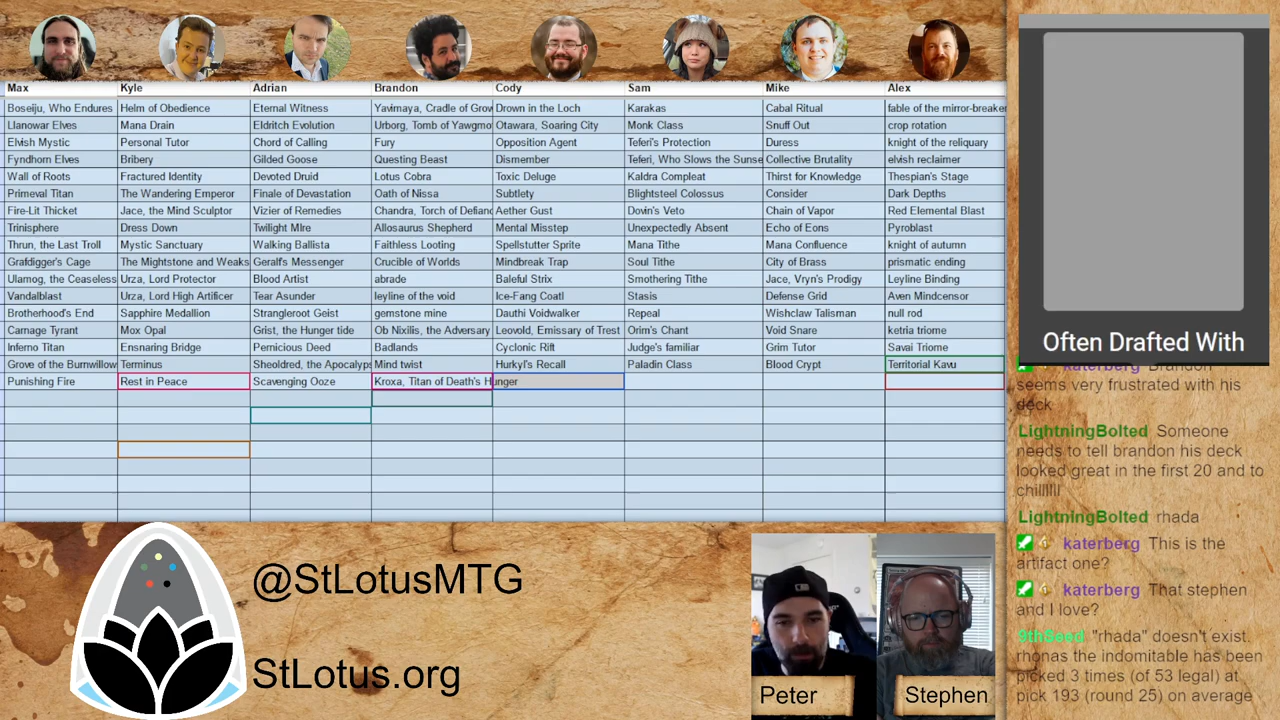 Max Kyle Adrian Brandon Cody Sam Mike Alex
Boseiju, Who Endures Helm of Obedience Eternal Witness Yavimaya, Cradle of Grow Drown in the Loch Karakas Cabal Ritual fable of the mirror-breaker
Llanowar Elves Mana Drain Eldritch Evolution Urborg, Tomb of Yawgmo Otawara, Soaring City Monk Class Snuff Out crop rotation
Elvish Mystic Personal Tutor Chord of Calling Fury Opposition Agent Teferi's Protection Duress knight of the reliquary
Fyndhorn Elves Bribery Gilded Goose Questing Beast Dismember Teferi, Who Slows the Sunse Collective Brutality elvish reclaimer
Wall of Roots Fractured Identity Devoted Druid Lotus Cobra Toxic Deluge Kaldra Compleat Thirst for Knowledge Thespian's Stage
Primeval Titan The Wandering Emperor Finale of Devastation Oath of Nissa Subtlety Blightsteel Colossus Consider Dark Depths
Fire-Lit Thicket Jace, the Mind Sculptor Vizier of Remedies Chandra, Torch of Defianc Aether Gust Dovin's Veto Chain of Vapor Red Elemental Blast
Trinisphere Dress Down Twilight MIre Allosaurus Shepherd Mental Misstep Unexpectedly Absent Echo of Eons Pyroblast
Thrun, the Last Troll Mystic Sanctuary Walking Ballista Faithless Looting Spellstutter Sprite Mana Tithe Mana Confluence knight of autumn
Grafdigger's Cage The Mightstone and Weaks Geralf's Messenger Crucible of Worlds Mindbreak Trap Soul Tithe City of Brass prismatic ending
Ulamog, the Ceaseless Urza, Lord Protector Blood Artist abrade Baleful Strix Smothering Tithe Jace, Vryn's Prodigy Leyline Binding
Vandalblast Urza, Lord High Artificer Tear Asunder leyline of the void Ice-Fang Coatl Stasis Defense Grid Aven Mindcensor
Brotherhood's End Sapphire Medallion Strangleroot Geist gemstone mine Dauthi Voidwalker Repeal Wishclaw Talisman null rod
Carnage Tyrant Mox Opal Grist, the Hunger tide Ob Nixilis, the Adversary Leovold, Emissary of Trest Orim's Chant Void Snare ketria triome
Inferno Titan Ensnaring Bridge Pernicious Deed Badlands Cyclonic Rift Judge's familiar Grim Tutor Savai Triome
Grove of the Burnwillow Terminus Sheoldred, the Apocalyps Mind twist Hurkyl's Recall Paladin Class Blood Crypt Territorial Kavu
Punishing Fire Rest in Peace Scavenging Ooze Kroxa, Titan of Death's Hunger
Often Drafted With
katerberg Brandon
seems very frustrated with his
deck
LightningBolted Someone
needs to tell brandon his deck
looked great in the first 20 and to
chillllll
LightningBolted rhada
katerberg This is the
artifact one?
katerberg That stephen
and I love?
9thSeed "rhada" doesn't exist.
rhonas the indomitable has been
picked 3 times (of 53 legal) at
pick 193 (round 25) on average
@StLotusMTG
StLotus.org
Peter
Stephen